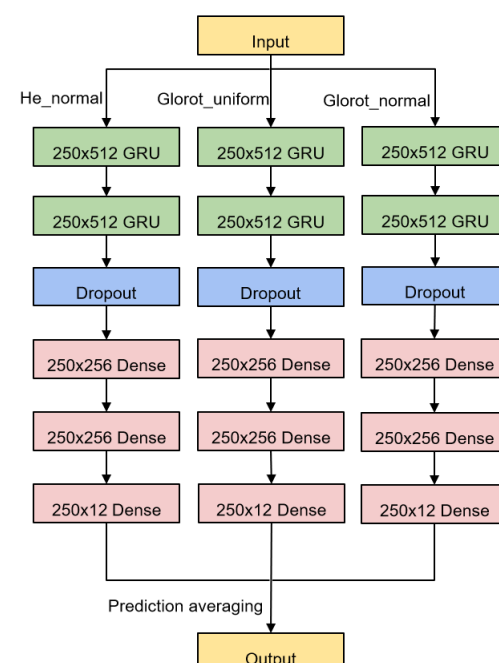 Input
He_normal
Glorot_uniform
Glorot_normal
250x512 GRU
250x512 GRU
250x512 GRU
250x512 GRU
250x512 GRU
250x512 GRU
Dropout
Dropout
Dropout
250x256 Dense
250x256 Dense
250x256 Dense
250x256 Dense
250x256 Dense
250x256 Dense
250x12 Dense
250x12 Dense
250x12 Dense
Prediction averaging
Output